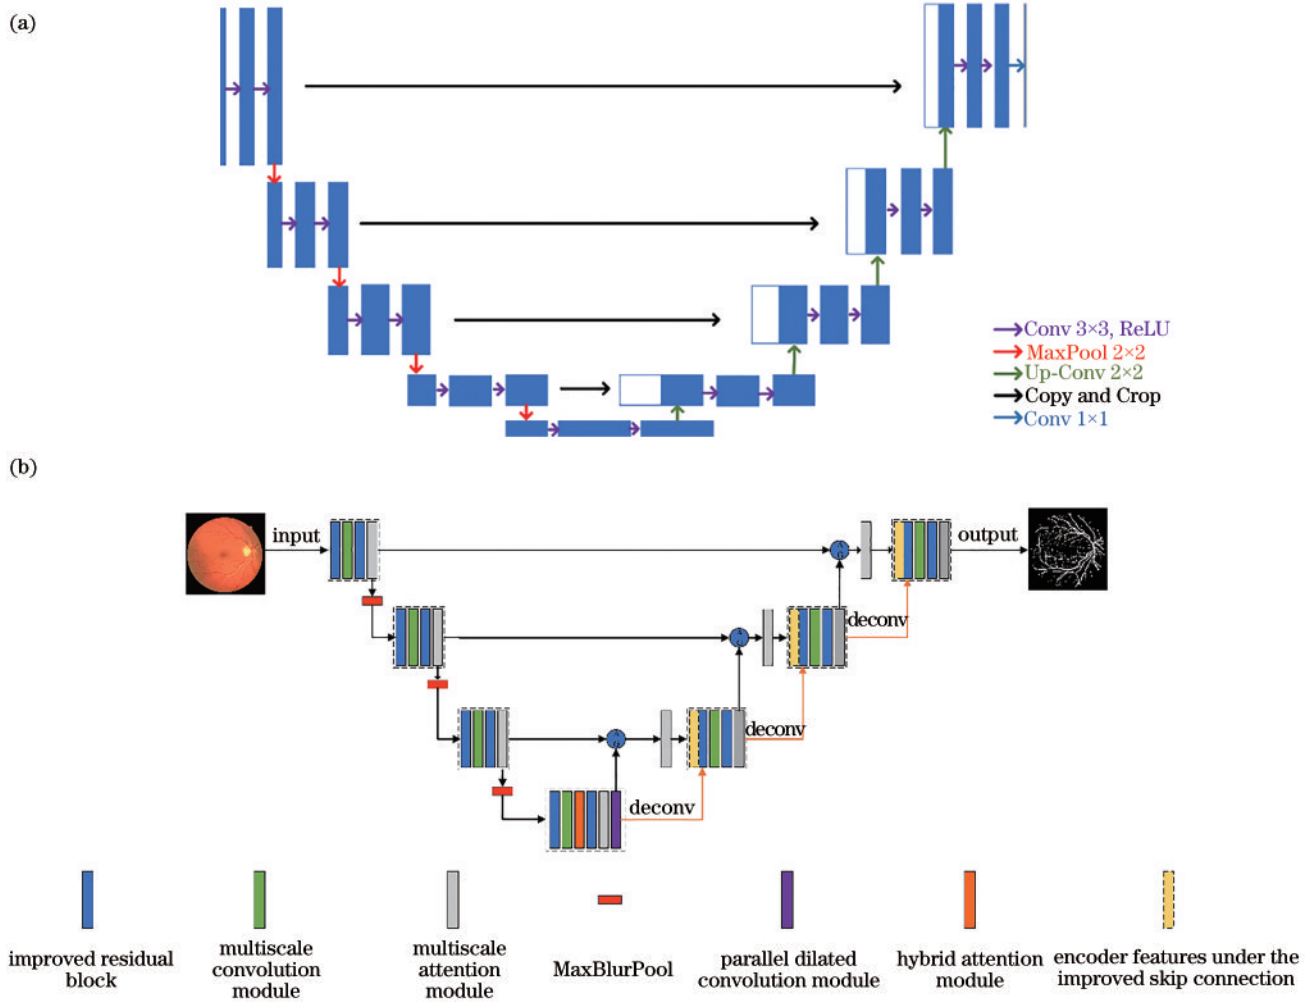 (a)
Conv 3×3, ReLU
MaxPool 2×2
Up-Conv 2×2
Copy and Crop
Conv 1×1
(b)
input
output
deconv
deconv
deconv
improved residual
block
multiscale
convolution
module
multiscale
attention
module
MaxBlurPool
parallel dilated
convolution module
hybrid attention
module
encoder features under the
improved skip connection